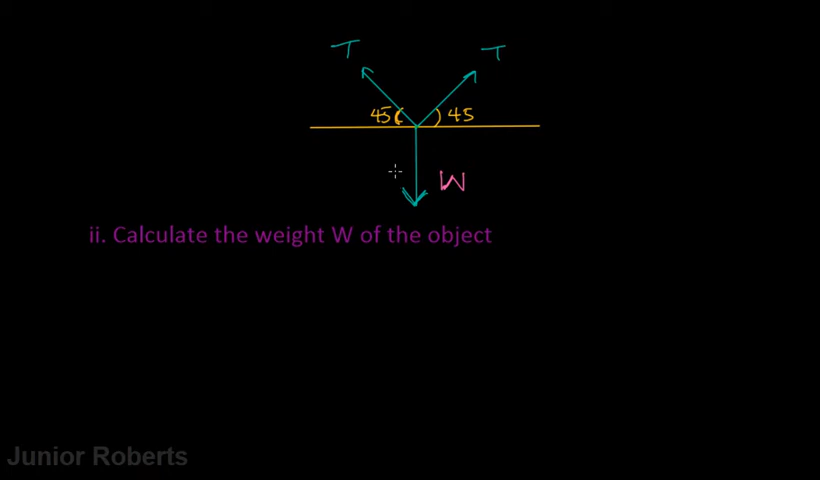 T T
45 45
W
ii. Calculate the weight W of the object
Junior Roberts